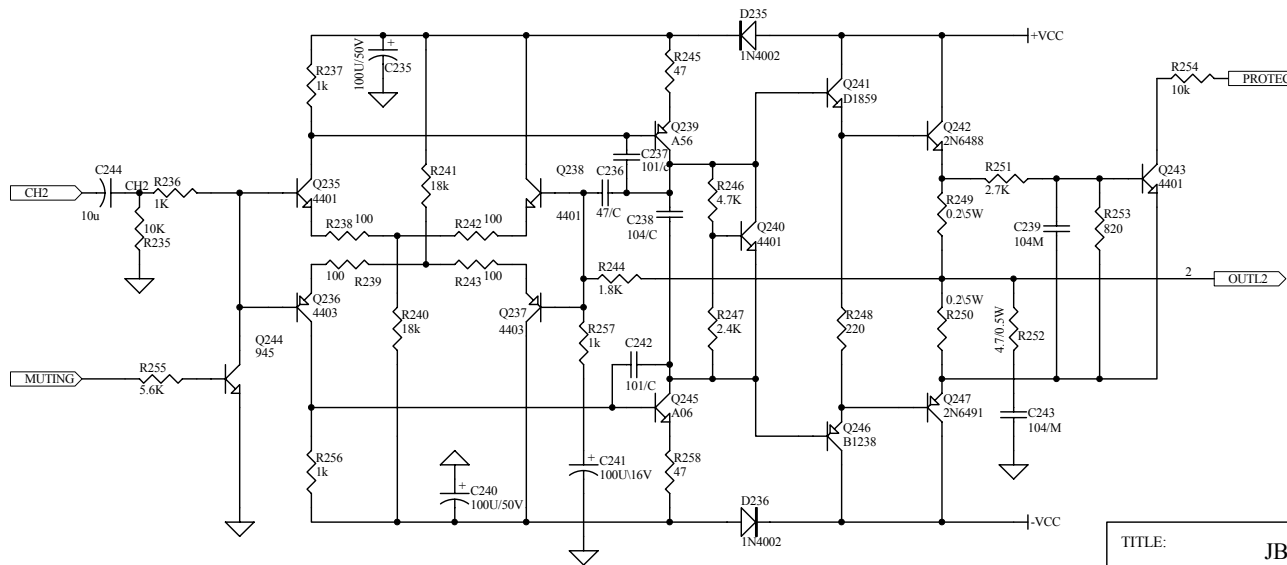 D235
1N4002
+VCC
100U/50V
+
C235
R237
1k
R245
47
Q241
D1859
R254
10k
PROTEC
Q239
A56
Q242
2N6488
C237
101/c
R241
18k
C236
47/C
Q238
4401
C244
CH2
10u
CH2
R236
1K
Q235
4401
R246
4.7K
R251
2.7K
Q243
4401
10K
R235
R238
100
R242
100
C238
104/C
Q240
4401
R249
0.2\5W
C239
104M
R253
820
100
R239
R243
100
R244
1.8K
2
OUTL2
Q236
4403
Q237
4403
R240
18k
R257
1k
R247
2.4K
R248
220
0.2\5W
R250
4.7/0.5W
R252
Q244
945
C242
101/C
MUTING
R255
5.6K
Q245
A06
Q247
2N6491
Q246
B1238
C243
104/M
R256
1k
+
C240
100U/50V
+
C241
100U\16V
R258
47
D236
1N4002
-VCC
TITLE:
JB